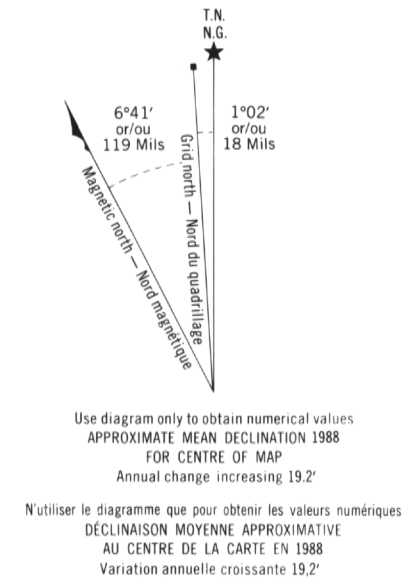 T.N.
N.G.
6°41′
or/ou
119 Mils
1°02′
or/ou
18 Mils
Magnetic north — Nord magnétique
Grid north — Nord du quadrillage
Use diagram only to obtain numerical values
APPROXIMATE MEAN DECLINATION 1988
FOR CENTRE OF MAP
Annual change increasing 19.2′
N'utiliser le diagramme que pour obtenir les valeurs numériques
DÉCLINAISON MOYENNE APPROXIMATIVE
AU CENTRE DE LA CARTE EN 1988
Variation annuelle croissante 19,2′